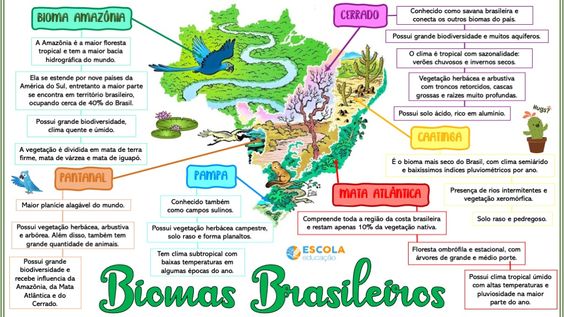 BIOMA AMAZÔNIA
A Amazônia é a maior floresta
tropical e tem a maior bacia
hidrográfica do mundo.
Ela se estende por nove países da
América do Sul, entretanto a maior parte
se encontra em território brasileiro,
ocupando cerca de 40% do Brasil.
Possui grande biodiversidade,
clima quente e úmido.
A vegetação é dividida em mata de terra
firme, mata de várzea e mata de igapó.
CERRADO
Conhecido como savana brasileira e
conecta os outros biomas do país.
Possui grande biodiversidade e muitos aquíferos.
O clima é tropical com sazonalidade:
verões chuvosos e invernos secos.
Vegetação herbácea e arbustiva
com troncos retorcidos, cascas
grossas e raízes muito profundas.
Possui solo ácido, rico em alumínio.
Hugs?
CAATINGA
É o bioma mais seco do Brasil, com clima semiárido
e baixíssimos índices pluviométricos por ano.
Presença de rios intermitentes e
vegetação xeromórfica.
Solo raso e pedregoso.
PANTANAL
Maior planície alagável do mundo.
Possui vegetação herbácea, arbustiva
e arbórea. Além disso, também tem
grande quantidade de animais.
Possui grande
biodiversidade e
recebe influencia da
Amazônia, da Mata
Atlântica e do
Cerrado.
PAMPA
Conhecido também
como campos sulinos.
Possui vegetação herbácea campestre,
solo raso e forma planaltos.
Tem clima subtropical com
baixas temperaturas em
algumas épocas do ano.
MATA ATLÂNTICA
Compreende toda a região da costa brasileira
e restam apenas 10% da vegetação nativa.
Floresta ombrófila e estacional, com
árvores de grande e médio porte.
Possui clima tropical úmido
com altas temperaturas e
pluviosidade na maior
parte do ano.
ESCOLA
educação
Biomas Brasileiros